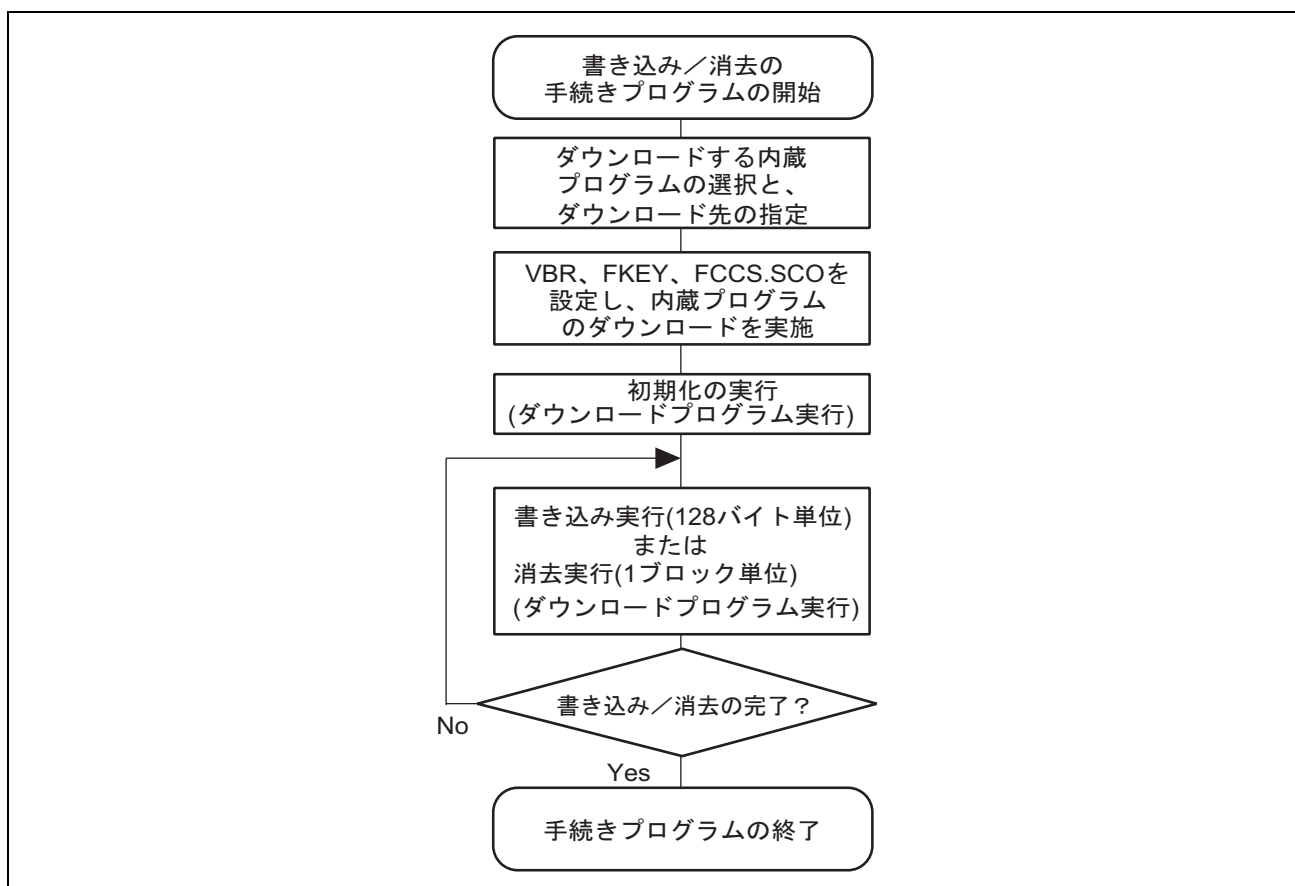 書き込み／消去の
手続きプログラムの開始
ダウンロードする内蔵
プログラムの選択と、
ダウンロード先の指定
VBR、FKEY、FCCS.SCOを
設定し、内蔵プログラム
のダウンロードを実施
初期化の実行
(ダウンロードプログラム実行)
書き込み実行(128バイト単位)
または
消去実行(1ブロック単位)
(ダウンロードプログラム実行)
書き込み／消去の完了？
No
Yes
手続きプログラムの終了